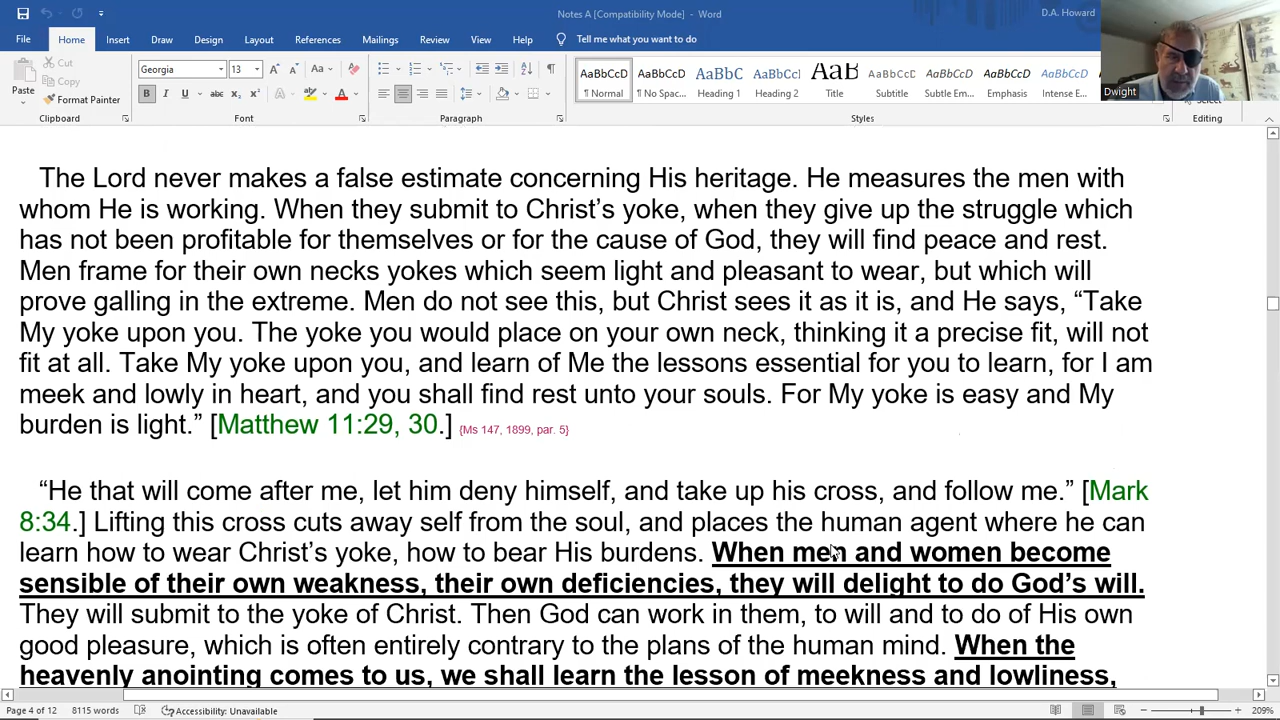 Notes A [Compatibility Mode] - Word
D.A. Howard
File Home Insert Draw Design Layout References Mailings Review View Help Tell me what you want to do
Cut
Copy
Paste
Format Painter
Clipboard
Georgia 13
Font
Paragraph
AaBbCcD AaBbCcD AaBbC AaBbCcl AaB AaBbCcD AaBbCcD AaBbCcD AaBbCcD
¶ Normal ¶ No Spac... Heading 1 Heading 2 Title Subtitle Subtle Em... Emphasis Intense E...
Styles
Dwight
Select
Editing
The Lord never makes a false estimate concerning His heritage. He measures the men with
whom He is working. When they submit to Christ’s yoke, when they give up the struggle which
has not been profitable for themselves or for the cause of God, they will find peace and rest.
Men frame for their own necks yokes which seem light and pleasant to wear, but which will
prove galling in the extreme. Men do not see this, but Christ sees it as it is, and He says, “Take
My yoke upon you. The yoke you would place on your own neck, thinking it a precise fit, will not
fit at all. Take My yoke upon you, and learn of Me the lessons essential for you to learn, for I am
meek and lowly in heart, and you shall find rest unto your souls. For My yoke is easy and My
burden is light.” [Matthew 11:29, 30.] {Ms 147, 1899, par. 5}
“He that will come after me, let him deny himself, and take up his cross, and follow me.” [Mark
8:34.] Lifting this cross cuts away self from the soul, and places the human agent where he can
learn how to wear Christ’s yoke, how to bear His burdens. When men and women become
sensible of their own weakness, their own deficiencies, they will delight to do God’s will.
They will submit to the yoke of Christ. Then God can work in them, to will and to do of His own
good pleasure, which is often entirely contrary to the plans of the human mind. When the
heavenly anointing comes to us, we shall learn the lesson of meekness and lowliness,
Page 4 of 12 8115 words Accessibility: Unavailable 209%